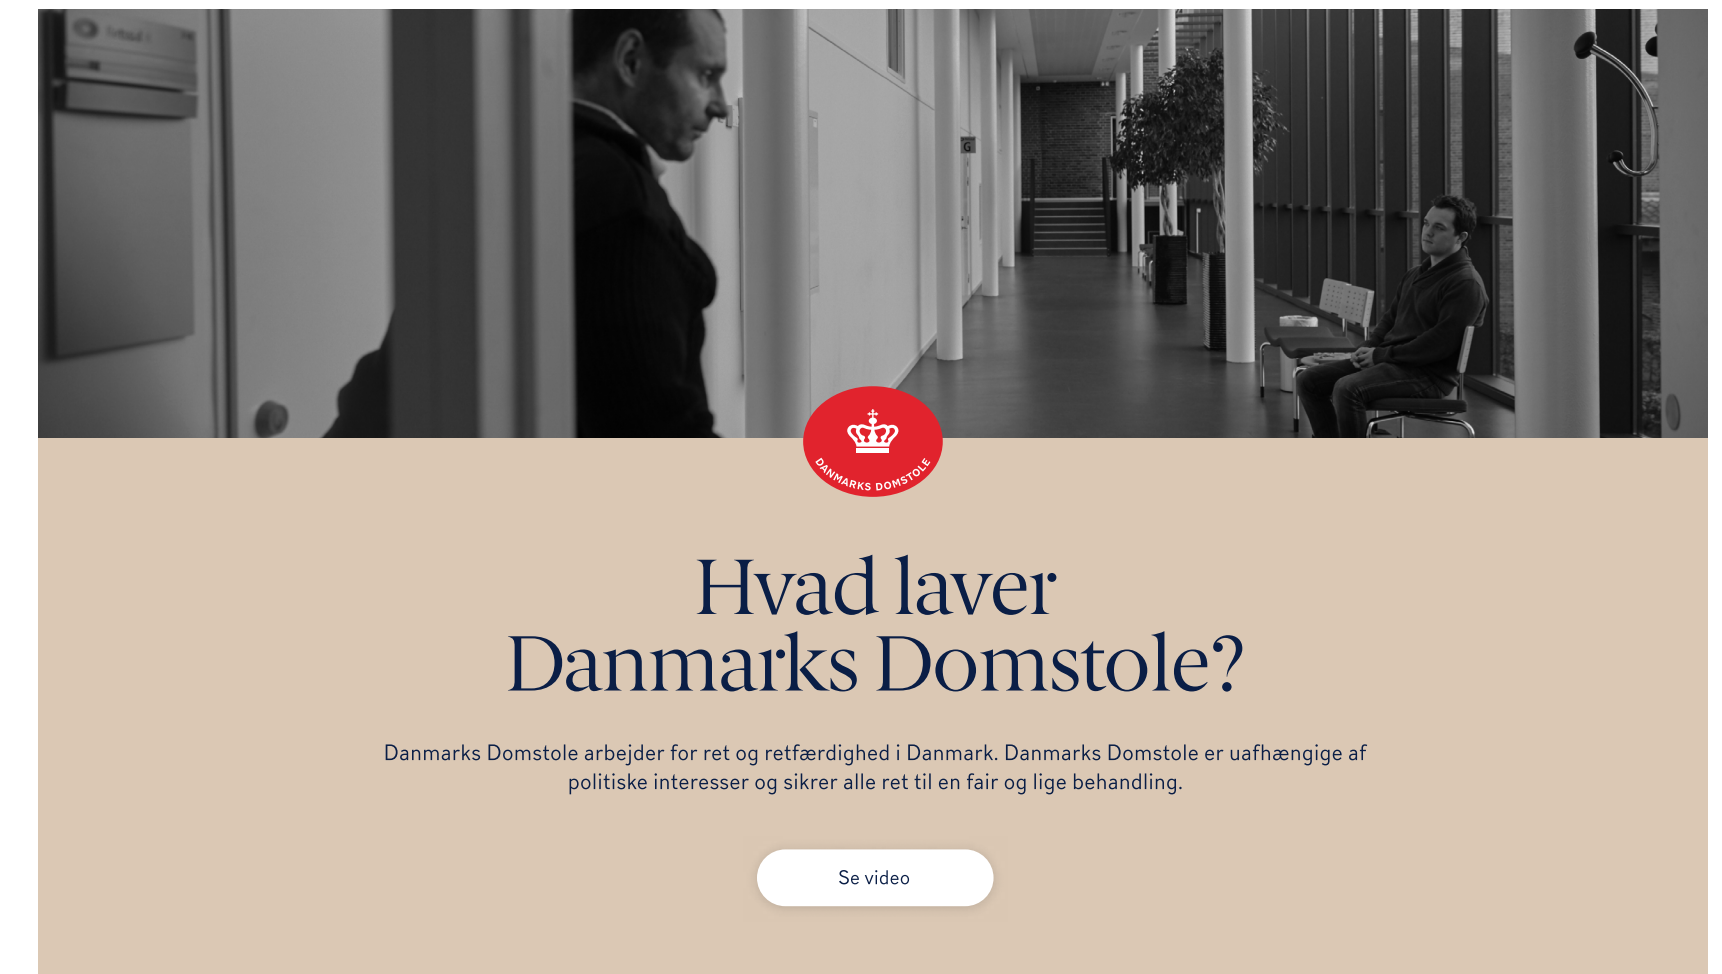 G
DANMARKS DOMSTOLE
Hvad laver
Danmarks Domstole?
Danmarks Domstole arbejder for ret og retfærdighed i Danmark. Danmarks Domstole er uafhængige af
politiske interesser og sikrer alle ret til en fair og lige behandling.
Se video